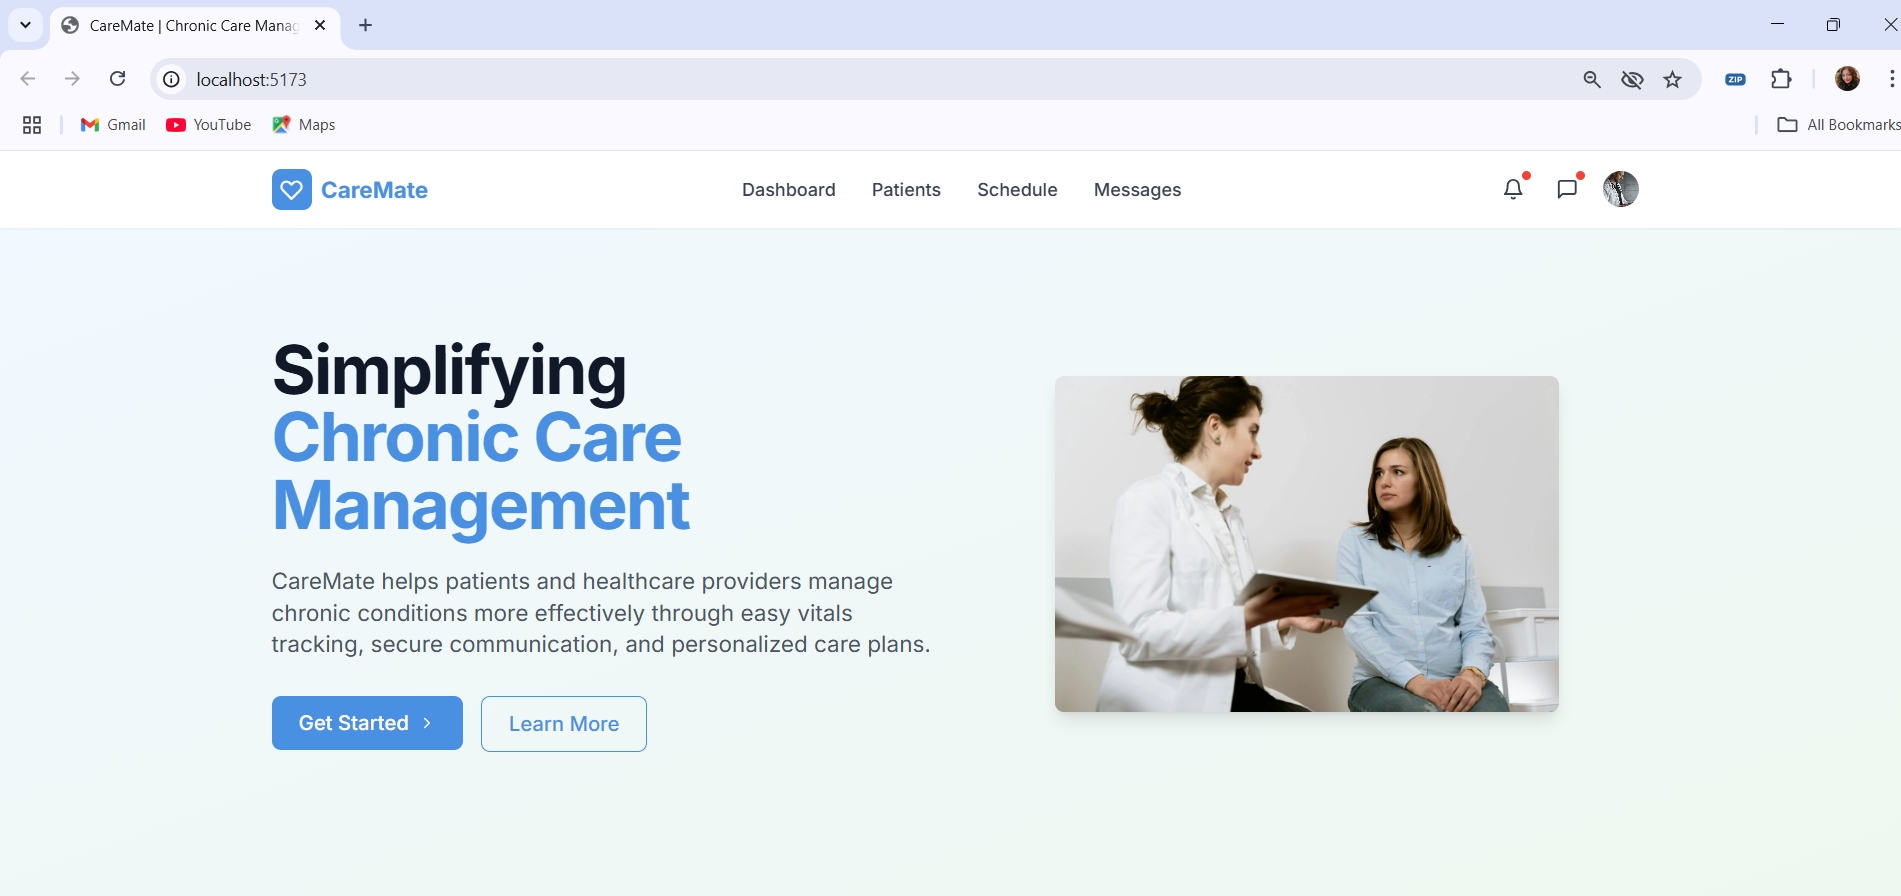 CareMate | Chronic Care Manag
localhost:5173
ZIP
Gmail
YouTube
Maps
All Bookmarks
CareMate
Dashboard
Patients
Schedule
Messages
Simplifying
Chronic Care
Management
CareMate helps patients and healthcare providers manage
chronic conditions more effectively through easy vitals
tracking, secure communication, and personalized care plans.
Get Started
Learn More